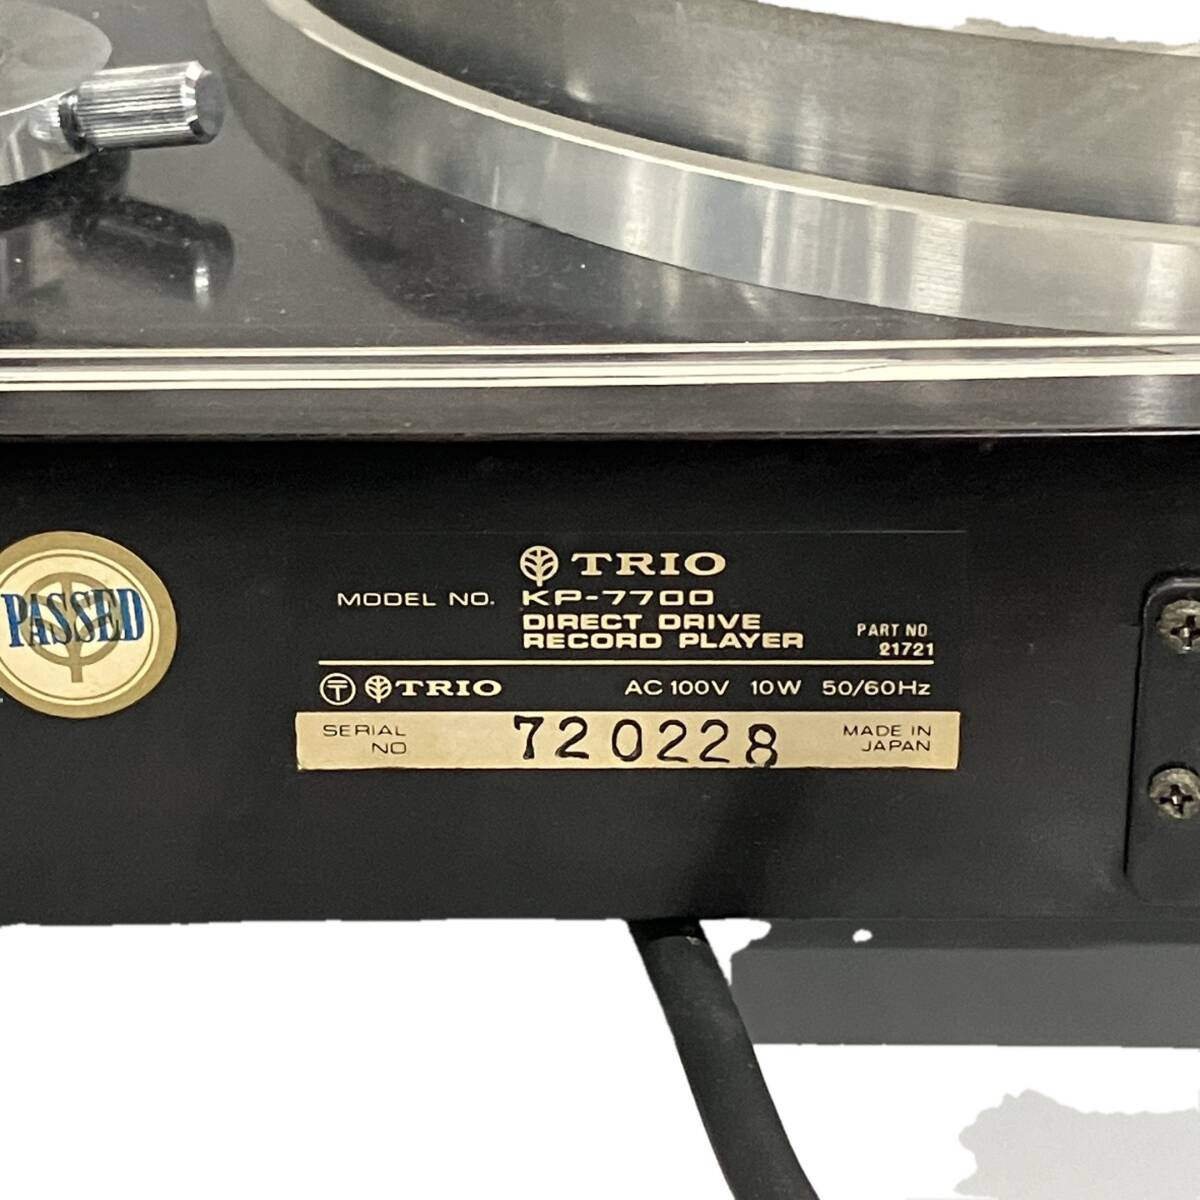 PASSED
TRIO
MODEL NO. KP-7700
DIRECT DRIVE
RECORD PLAYER
PART NO
21721
TRIO AC 100V 10W 50/60Hz
SERIAL
NO
720228
MADE IN
JAPAN